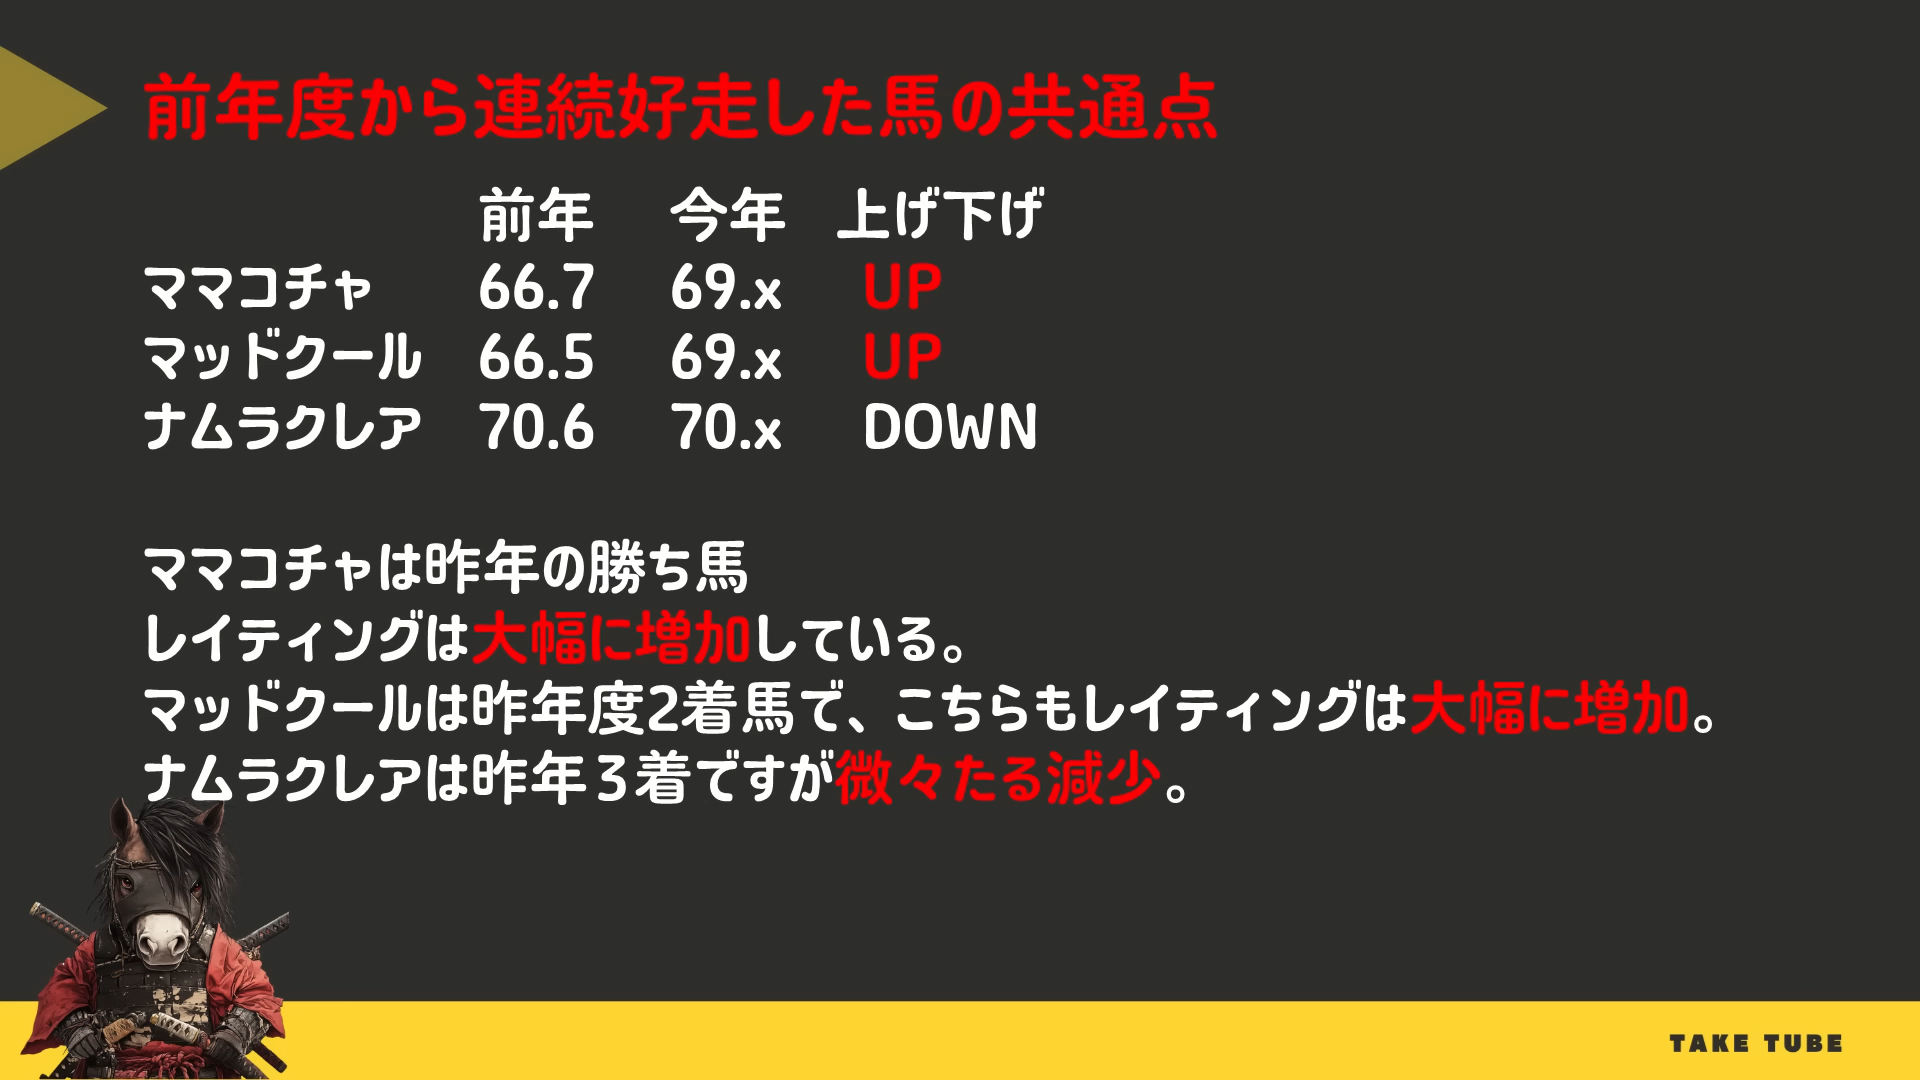 前年度から連続好走した馬の共通点
前年 今年 上げ下げ
ママコチャ 66.7 69.x UP
マッドクール 66.5 69.x UP
ナムラクレア 70.6 70.x DOWN
ママコチャは昨年の勝ち馬
レイティングは大幅に増加している。
マッドクールは昨年度2着馬で、こちらもレイティングは大幅に増加。
ナムラクレアは昨年３着ですが微々たる減少。
TAKE TUBE